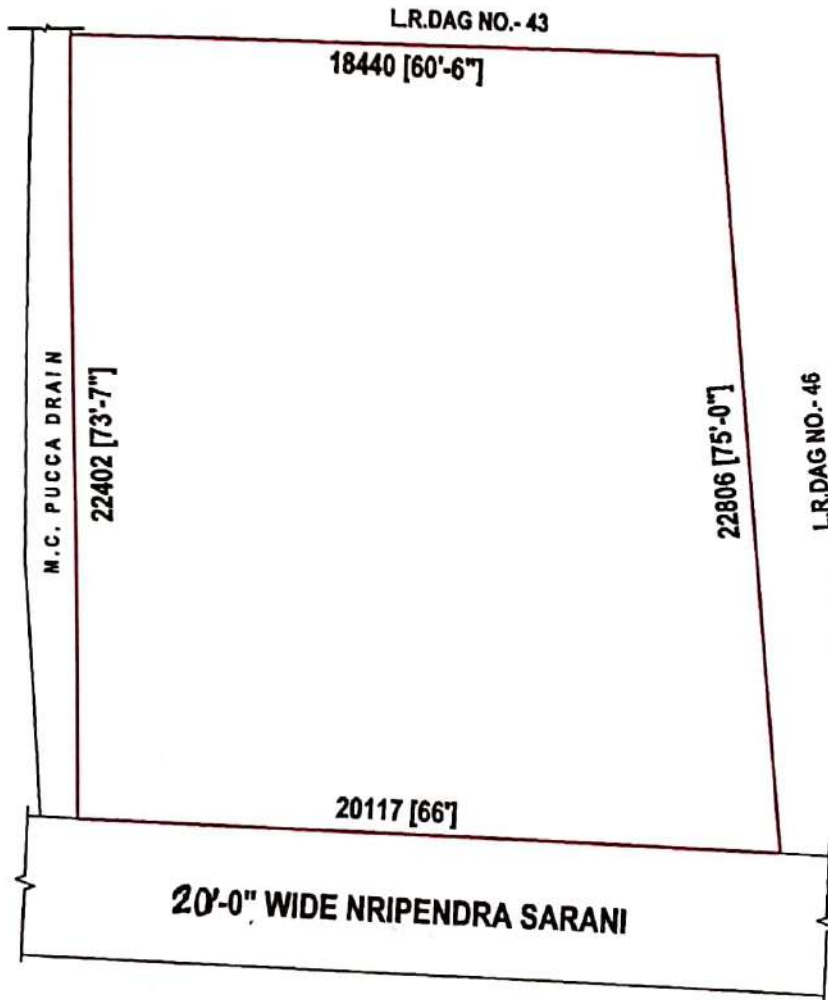 L.R.DAG NO.- 43
18440 [60'-6"]
M.C. PUCCA DRAIN
22402 [73'-7"]
22806 [75'-0"]
L.R.DAG NO.- 46
20117 [66']
20'-0" WIDE NRIPENDRA SARANI